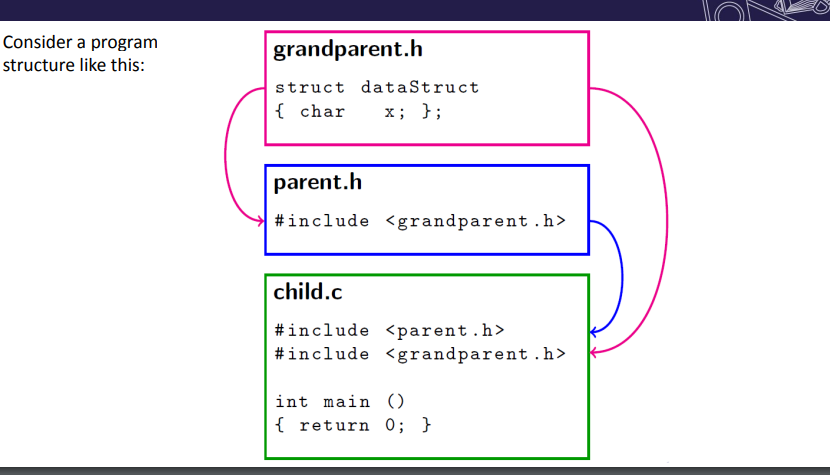 Consider a program
structure like this:
grandparent.h
struct dataStruct
{ char x; };
parent.h
#include <grandparent.h>
child.c
#include <parent.h>
#include <grandparent.h>
int main ()
{ return 0; }